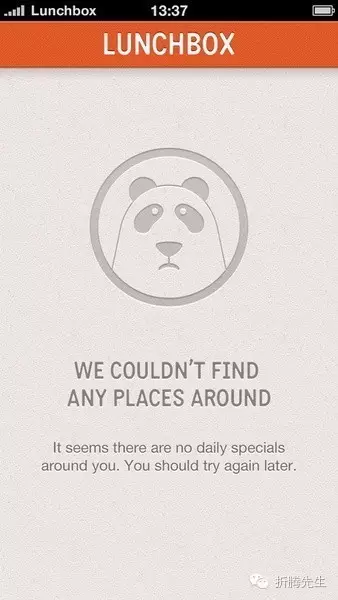 Lunchbox 13:37
LUNCHBOX
WE COULDN'T FIND
ANY PLACES AROUND
It seems there are no daily specials
around you. You should try again later.
折腾先生